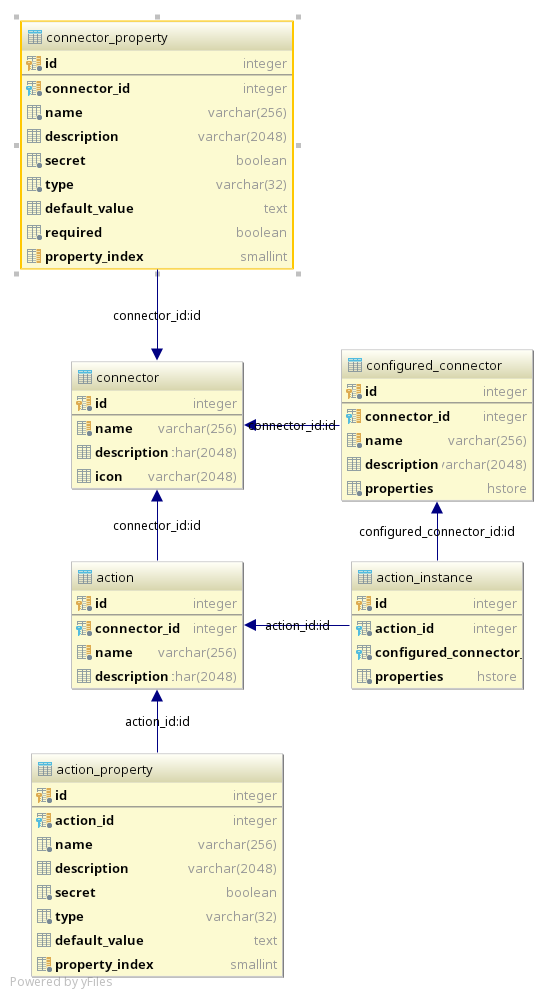 connector_property
id integer
connector_id integer
name varchar(256)
description varchar(2048)
secret boolean
type varchar(32)
default_value text
required boolean
property_index smallint
connector_id:id
connector
id integer
name varchar(256)
description :har(2048)
icon varchar(2048)
connector_id:id
configured_connector
id integer
connector_id integer
name varchar(256)
description varchar(2048)
properties hstore
connector_id:id
configured_connector_id:id
action
id integer
connector_id integer
name varchar(256)
description :har(2048)
action_id:id
action_instance
id integer
action_id integer
configured_connector_
properties hstore
action_id:id
action_property
id integer
action_id integer
name varchar(256)
description varchar(2048)
secret boolean
type varchar(32)
default_value text
property_index smallint
Powered by yFiles